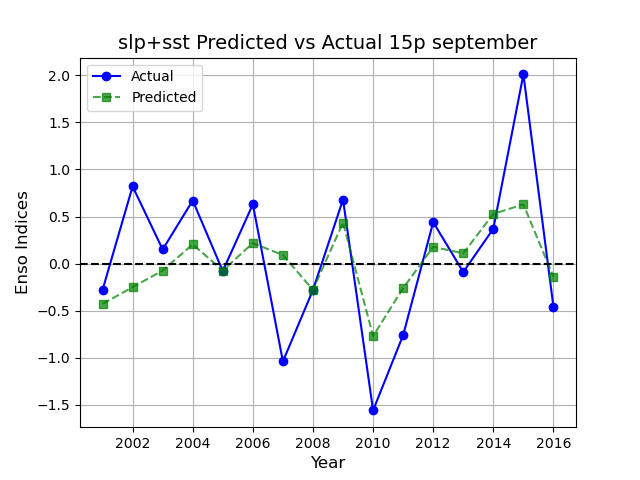 slp+sst Predicted vs Actual 15p september
Actual
Predicted
Enso Indices
2.0
1.5
1.0
0.5
0.0
−0.5
−1.0
−1.5
2002 2004 2006 2008 2010 2012 2014 2016
Year